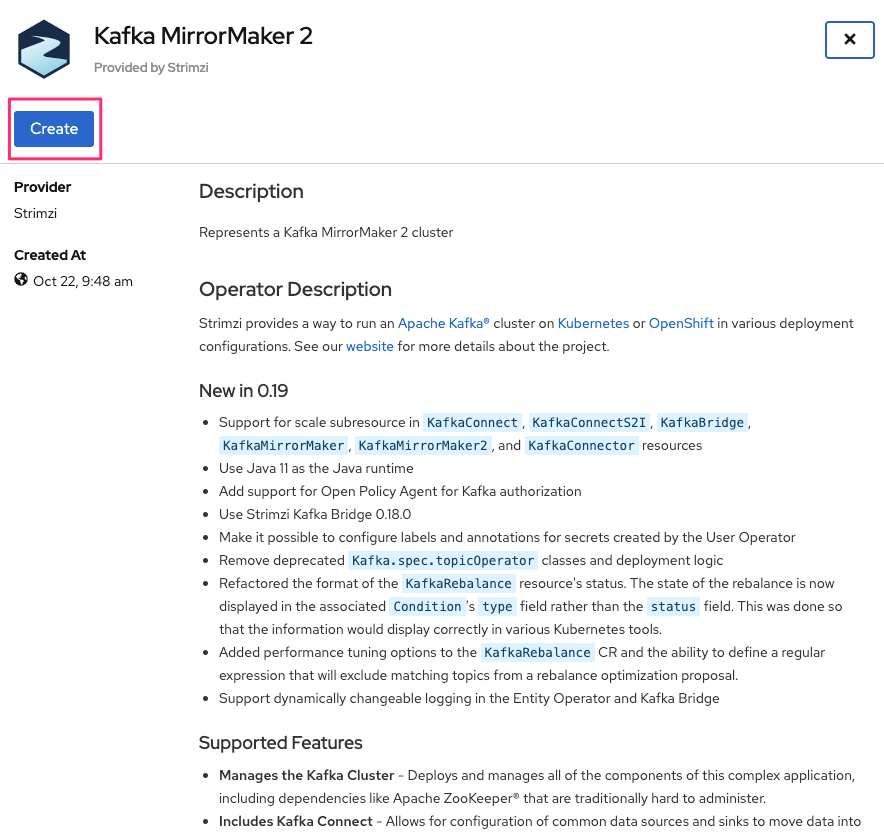 Kafka MirrorMaker 2
Provided by Strimzi
Create
Provider
Strimzi
Created At
Oct 22, 9:48 am
Description
Represents a Kafka MirrorMaker 2 cluster
Operator Description
Strimzi provides a way to run an Apache Kafka® cluster on Kubernetes or OpenShift in various deployment
configurations. See our website for more details about the project.
New in 0.19
• Support for scale subresource in KafkaConnect, KafkaConnectS2I, KafkaBridge,
KafkaMirrorMaker, KafkaMirrorMaker2, and KafkaConnector resources
• Use Java 11 as the Java runtime
• Add support for Open Policy Agent for Kafka authorization
• Use Strimzi Kafka Bridge 0.18.0
• Make it possible to configure labels and annotations for secrets created by the User Operator
• Remove deprecated Kafka.spec.topicOperator classes and deployment logic
• Refactored the format of the KafkaRebalance resource's status. The state of the rebalance is now
displayed in the associated Condition's type field rather than the status field. This was done so
that the information would display correctly in various Kubernetes tools.
• Added performance tuning options to the KafkaRebalance CR and the ability to define a regular
expression that will exclude matching topics from a rebalance optimization proposal.
• Support dynamically changeable logging in the Entity Operator and Kafka Bridge
Supported Features
• Manages the Kafka Cluster - Deploys and manages all of the components of this complex application,
including dependencies like Apache ZooKeeper® that are traditionally hard to administer.
• Includes Kafka Connect - Allows for configuration of common data sources and sinks to move data into